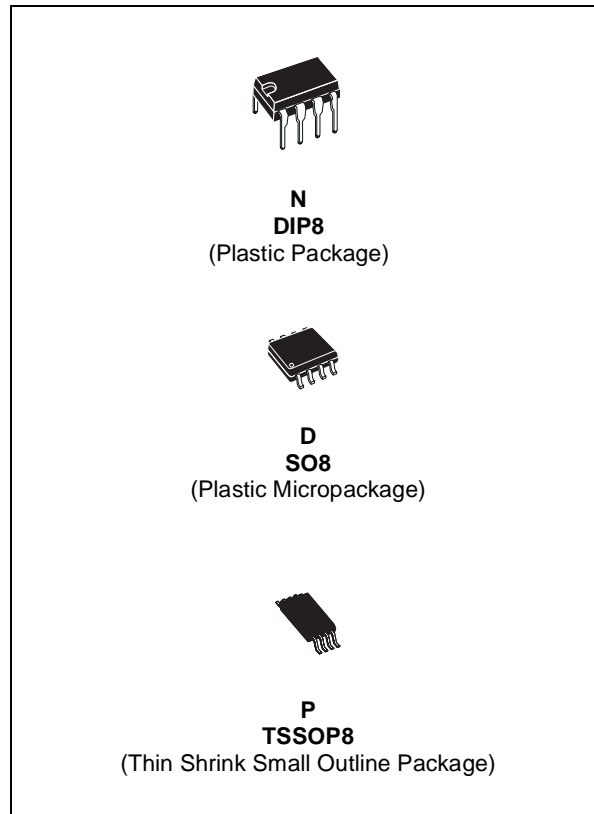 N
DIP8
(Plastic Package)
D
SO8
(Plastic Micropackage)
P
TSSOP8
(Thin Shrink Small Outline Package)